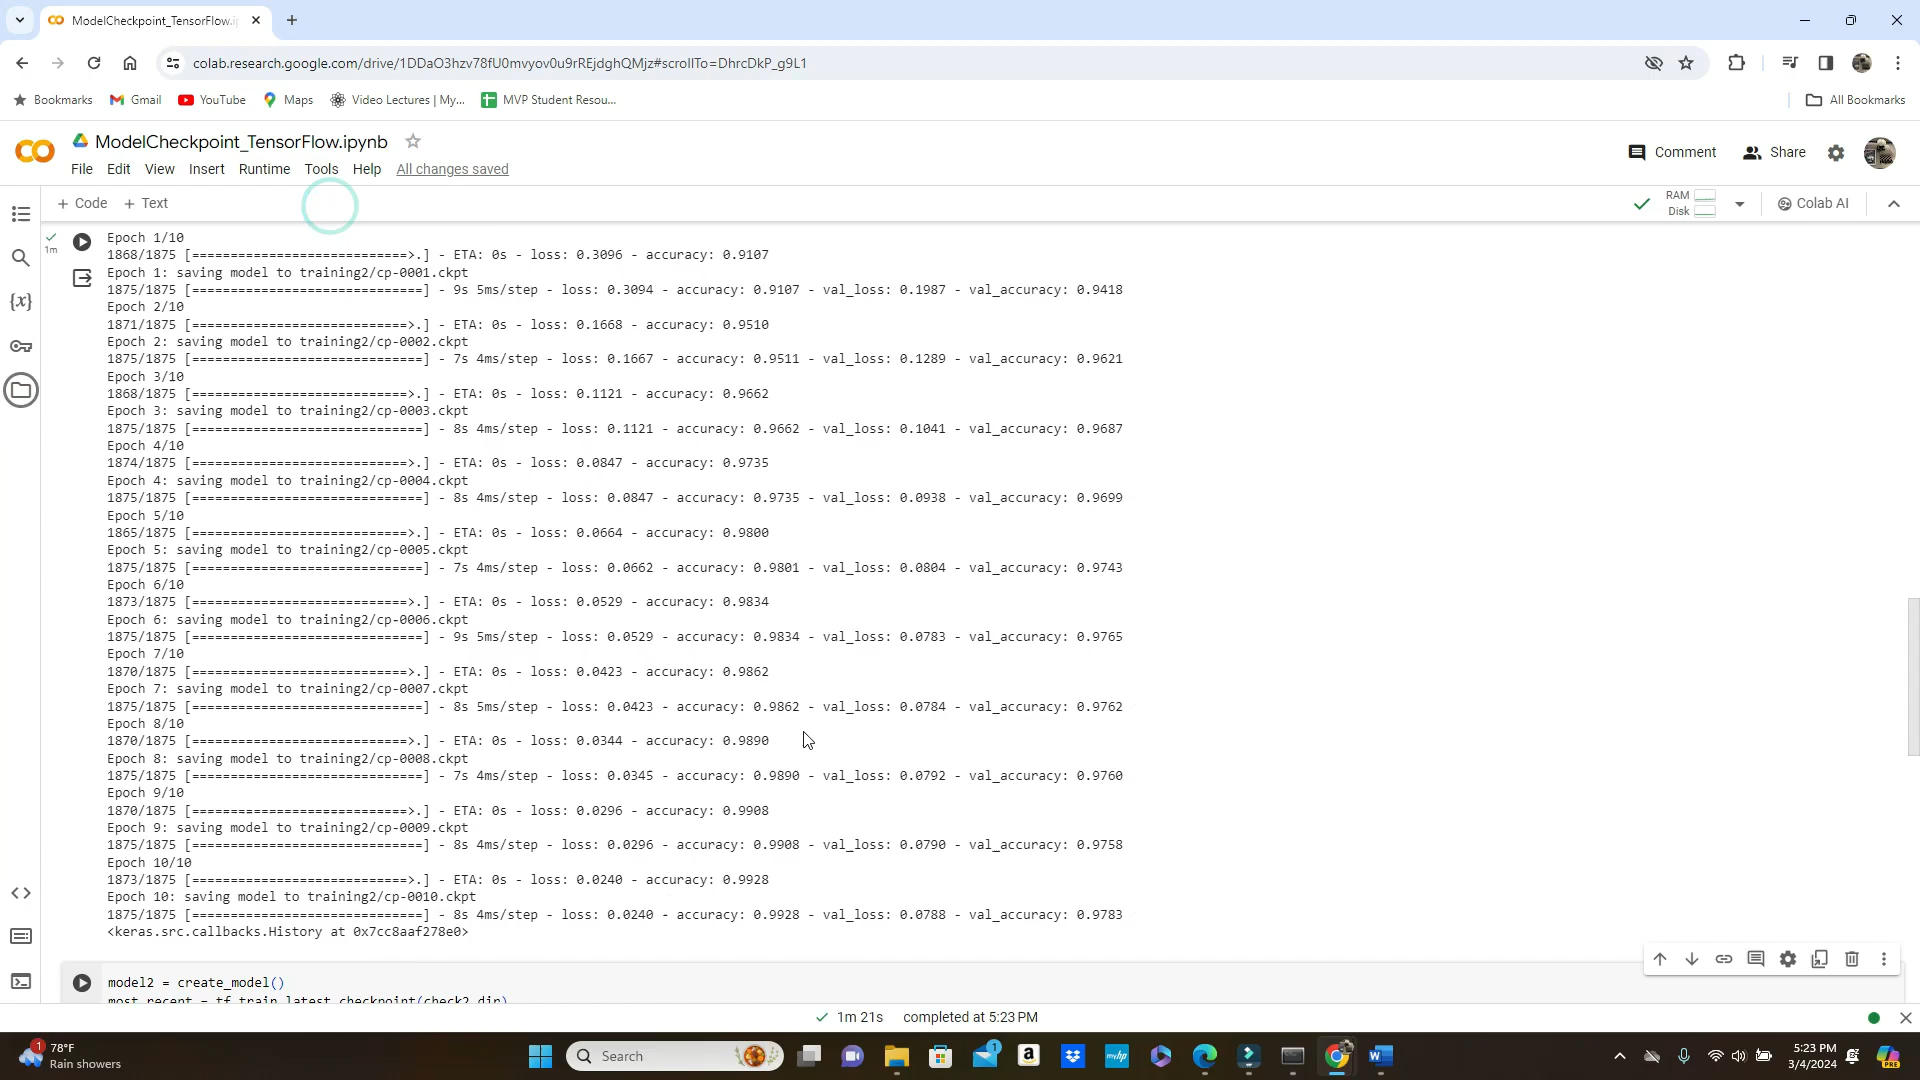 ModelCheckpoint_TensorFlow.i
colab.research.google.com/drive/1DDaO3hzv78fU0mvyov0u9rREjdghQMjz#scrollTo=DhrcDkP_g9L1
Bookmarks Gmail YouTube Maps Video Lectures | My... MVP Student Resou... All Bookmarks
ModelCheckpoint_TensorFlow.ipynb
Comment Share
File Edit View Insert Runtime Tools Help All changes saved
+ Code + Text
RAM
Disk
Colab AI
1m
Epoch 1/10
1868/1875 [============================>.] - ETA: 0s - loss: 0.3096 - accuracy: 0.9107
Epoch 1: saving model to training2/cp-0001.ckpt
1875/1875 [==============================] - 9s 5ms/step - loss: 0.3094 - accuracy: 0.9107 - val_loss: 0.1987 - val_accuracy: 0.9418
Epoch 2/10
1871/1875 [============================>.] - ETA: 0s - loss: 0.1668 - accuracy: 0.9510
Epoch 2: saving model to training2/cp-0002.ckpt
1875/1875 [==============================] - 7s 4ms/step - loss: 0.1667 - accuracy: 0.9511 - val_loss: 0.1289 - val_accuracy: 0.9621
Epoch 3/10
1868/1875 [============================>.] - ETA: 0s - loss: 0.1121 - accuracy: 0.9662
Epoch 3: saving model to training2/cp-0003.ckpt
1875/1875 [==============================] - 8s 4ms/step - loss: 0.1121 - accuracy: 0.9662 - val_loss: 0.1041 - val_accuracy: 0.9687
Epoch 4/10
1874/1875 [============================>.] - ETA: 0s - loss: 0.0847 - accuracy: 0.9735
Epoch 4: saving model to training2/cp-0004.ckpt
1875/1875 [==============================] - 8s 4ms/step - loss: 0.0847 - accuracy: 0.9735 - val_loss: 0.0938 - val_accuracy: 0.9699
Epoch 5/10
1865/1875 [============================>.] - ETA: 0s - loss: 0.0664 - accuracy: 0.9800
Epoch 5: saving model to training2/cp-0005.ckpt
1875/1875 [==============================] - 7s 4ms/step - loss: 0.0662 - accuracy: 0.9801 - val_loss: 0.0804 - val_accuracy: 0.9743
Epoch 6/10
1873/1875 [============================>.] - ETA: 0s - loss: 0.0529 - accuracy: 0.9834
Epoch 6: saving model to training2/cp-0006.ckpt
1875/1875 [==============================] - 9s 5ms/step - loss: 0.0529 - accuracy: 0.9834 - val_loss: 0.0783 - val_accuracy: 0.9765
Epoch 7/10
1870/1875 [============================>.] - ETA: 0s - loss: 0.0423 - accuracy: 0.9862
Epoch 7: saving model to training2/cp-0007.ckpt
1875/1875 [==============================] - 8s 5ms/step - loss: 0.0423 - accuracy: 0.9862 - val_loss: 0.0784 - val_accuracy: 0.9762
Epoch 8/10
1870/1875 [============================>.] - ETA: 0s - loss: 0.0344 - accuracy: 0.9890
Epoch 8: saving model to training2/cp-0008.ckpt
1875/1875 [==============================] - 7s 4ms/step - loss: 0.0345 - accuracy: 0.9890 - val_loss: 0.0792 - val_accuracy: 0.9760
Epoch 9/10
1870/1875 [============================>.] - ETA: 0s - loss: 0.0296 - accuracy: 0.9908
Epoch 9: saving model to training2/cp-0009.ckpt
1875/1875 [==============================] - 8s 4ms/step - loss: 0.0296 - accuracy: 0.9908 - val_loss: 0.0790 - val_accuracy: 0.9758
Epoch 10/10
1873/1875 [============================>.] - ETA: 0s - loss: 0.0240 - accuracy: 0.9928
Epoch 10: saving model to training2/cp-0010.ckpt
1875/1875 [==============================] - 8s 4ms/step - loss: 0.0240 - accuracy: 0.9928 - val_loss: 0.0788 - val_accuracy: 0.9783
<keras.src.callbacks.History at 0x7cc8aaf278e0>
model2 = create_model()
most_recent = tf.train.latest_checkpoint(check2_dir)
1m 21s completed at 5:23 PM
1 78°F
Rain showers
Search
1
5:23 PM
3/4/2024